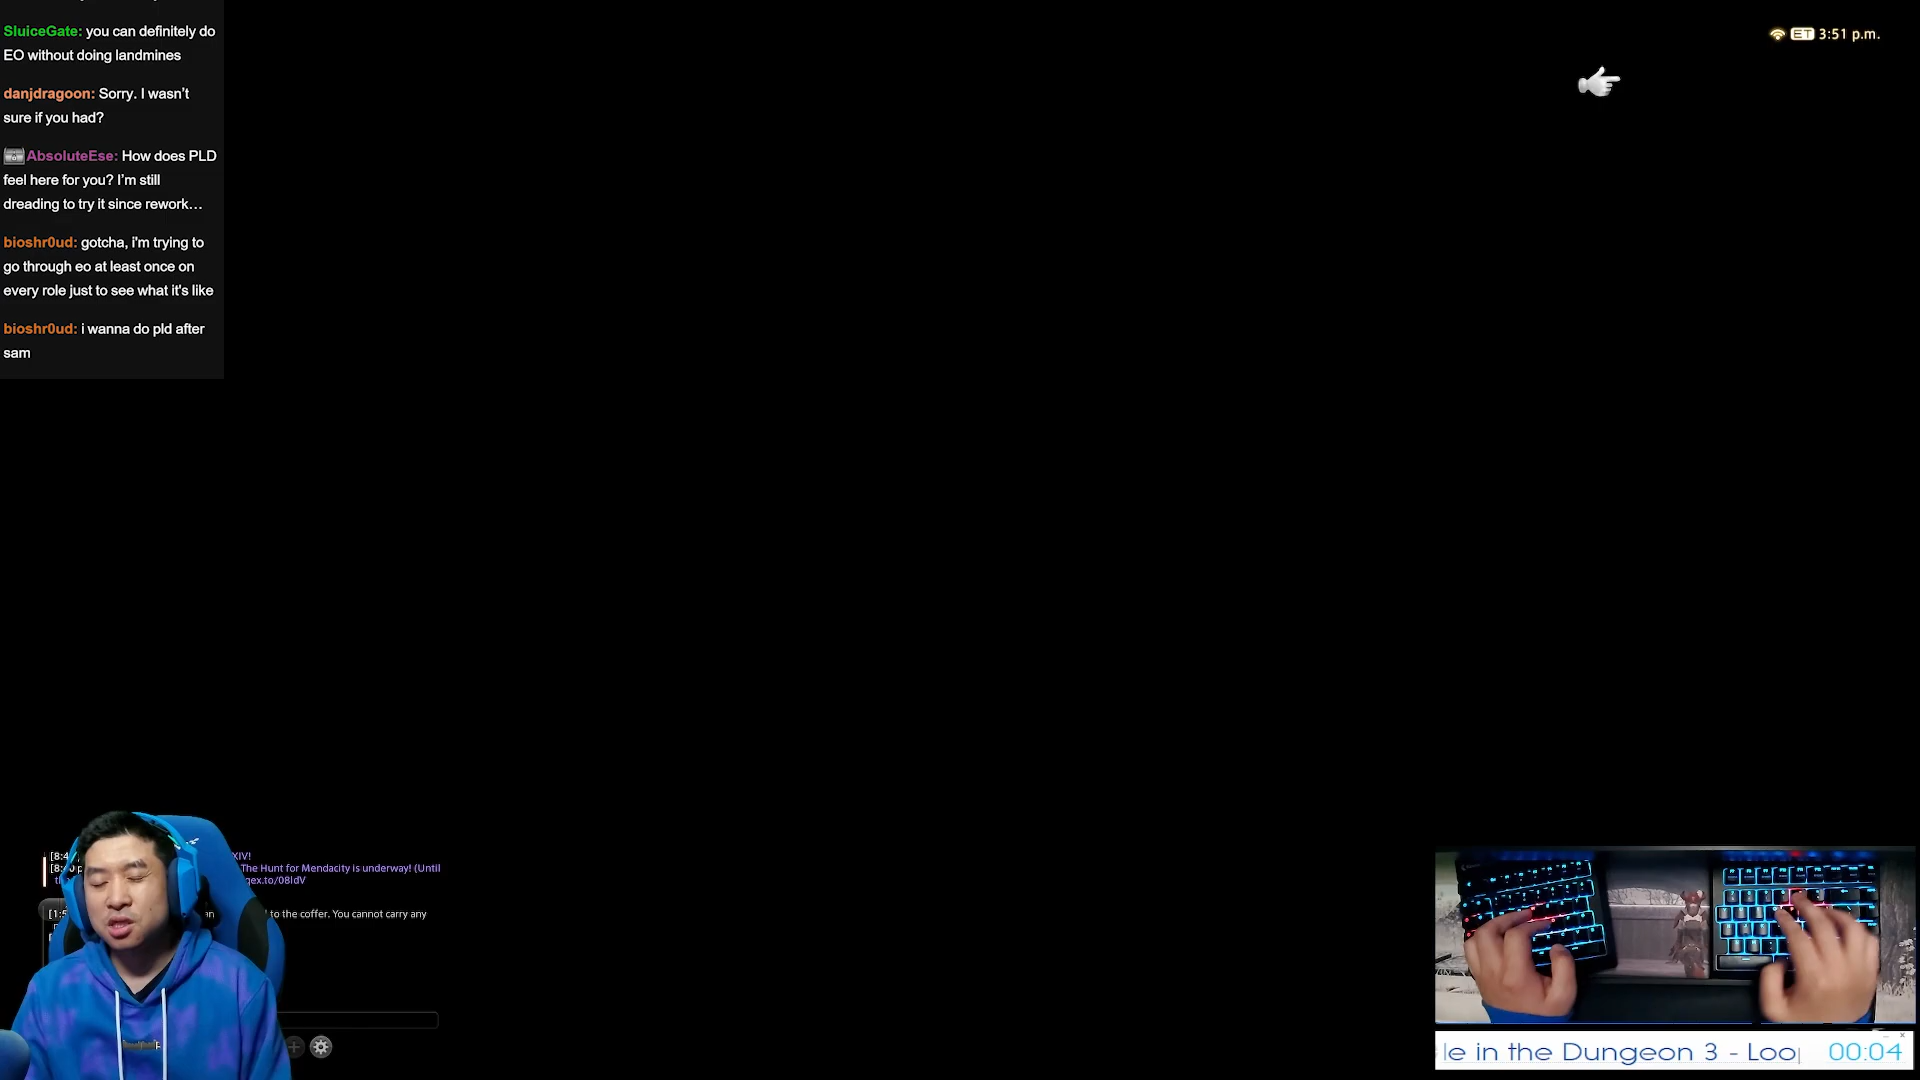 SluiceGate: you can definitely do
EO without doing landmines
danjdragoon: Sorry. I wasn't
sure if you had?
AbsoluteEse: How does PLD
feel here for you? I'm still
dreading to try it since rework...
bioshr0ud: gotcha, i'm trying to
go through eo at least once on
every role just to see what it's like
bioshr0ud: i wanna do pld after
sam
ET 3:51 p.m.
XIV!
The Hunt for Mendacity is underway! (Until
to the coffer. You cannot carry any
le in the Dungeon 3 - Loo
00:04